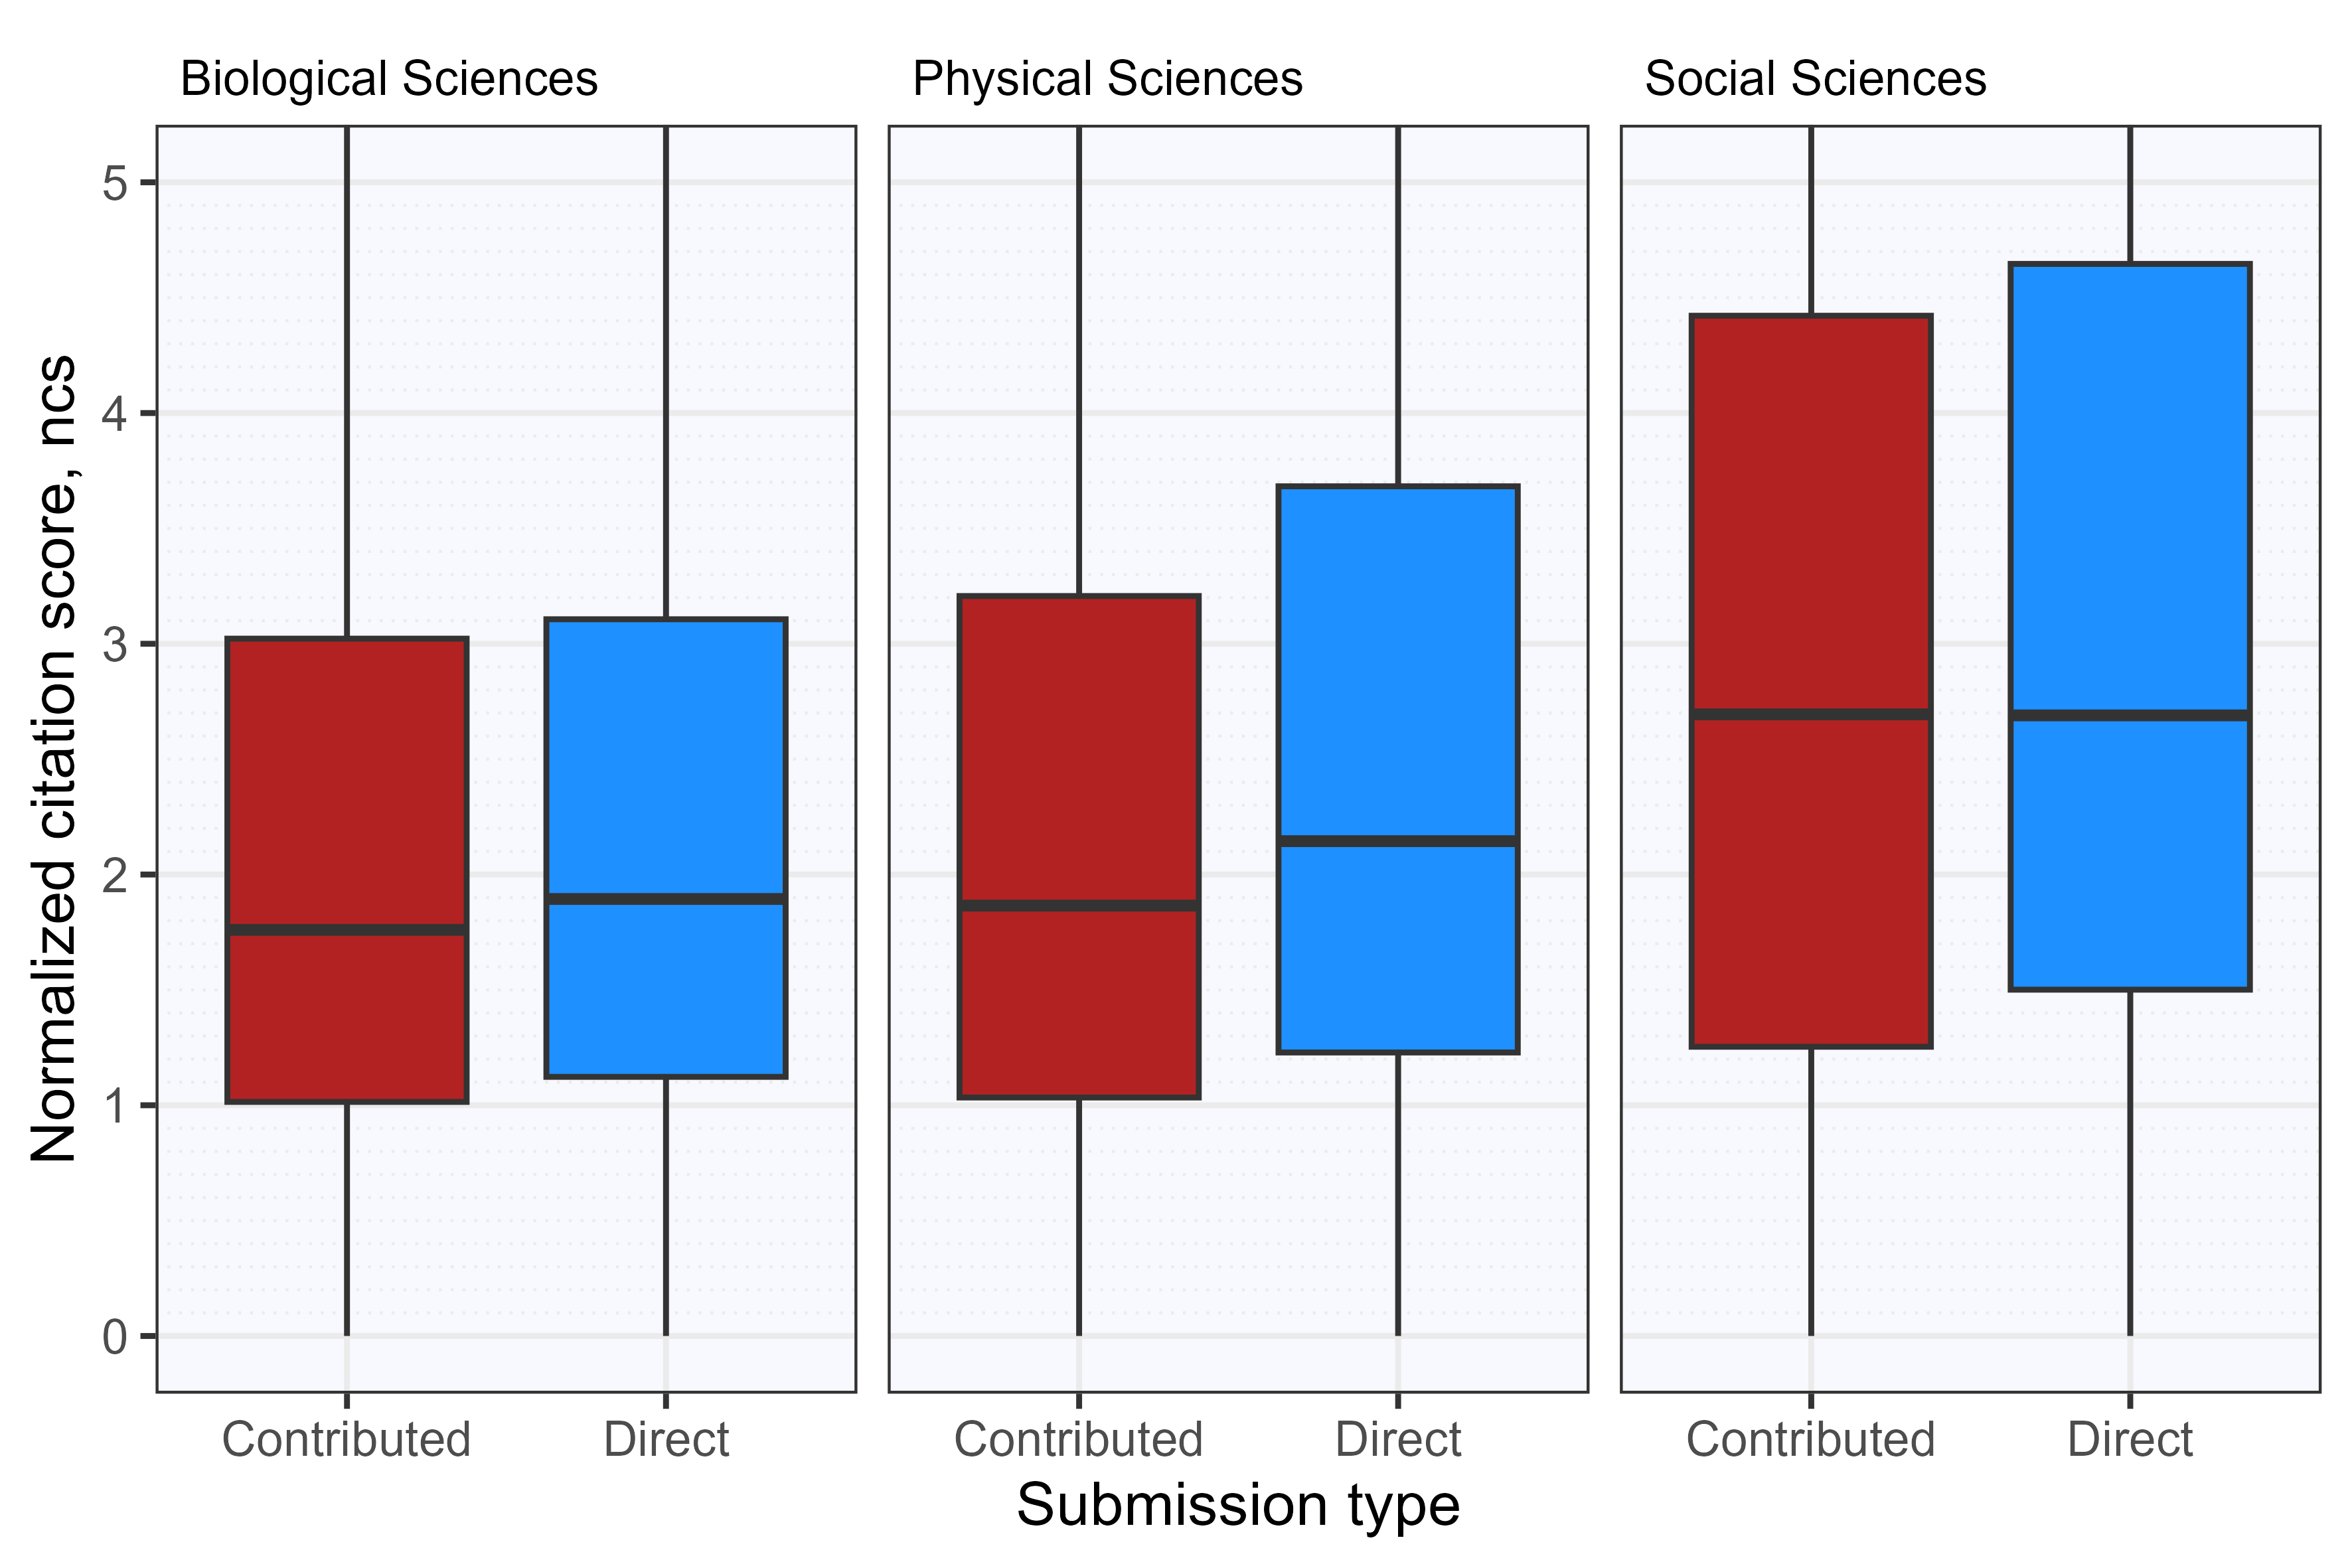 Biological Sciences
Physical Sciences
Social Sciences
Normalized citation score, ncs
5
4
3
2
1
0
Contributed
Direct
Contributed
Direct
Contributed
Direct
Submission type